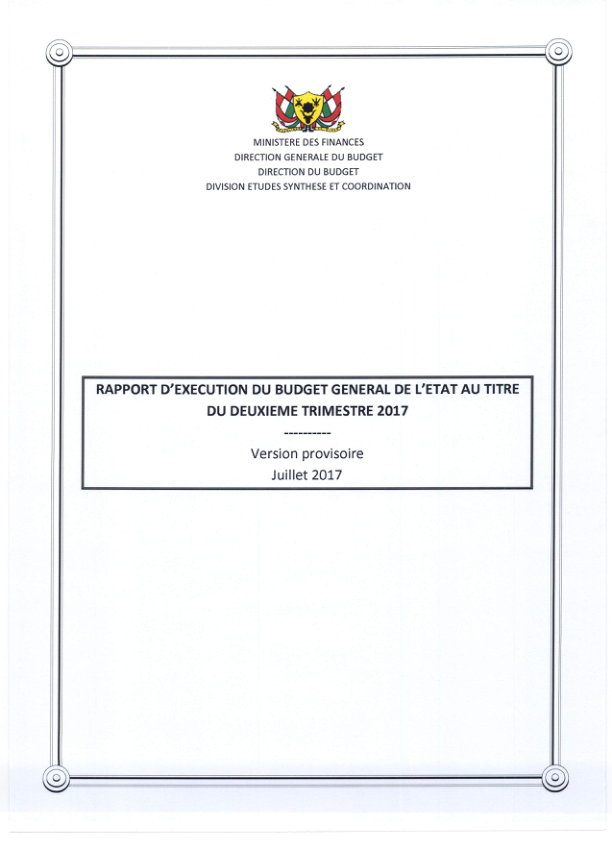 MINISTERE DES FINANCES
DIRECTION GENERALE DU BUDGET
DIRECTION DU BUDGET
DIVISION ETUDES SYNTHESE ET COORDINATION
RAPPORT D'EXECUTION DU BUDGET GENERAL DE L'ETAT AU TITRE
DU DEUXIEME TRIMESTRE 2017
----------
Version provisoire
Juillet 2017